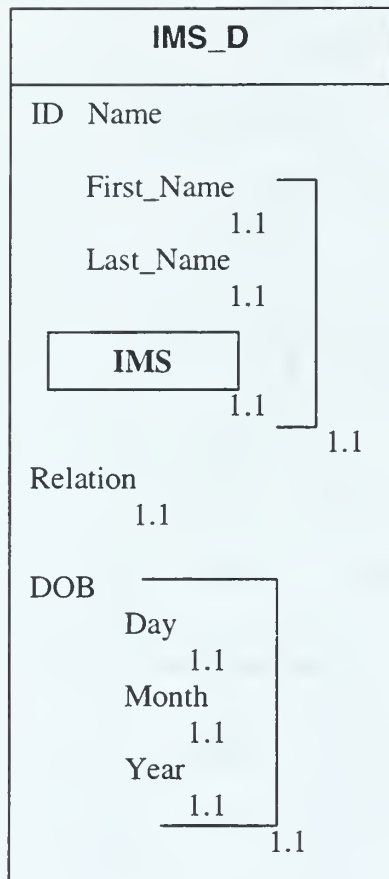 IMS_D
ID Name
First_Name
1.1
Last_Name
1.1
IMS
1.1
1.1
Relation
1.1
DOB
Day
1.1
Month
1.1
Year
1.1
1.1